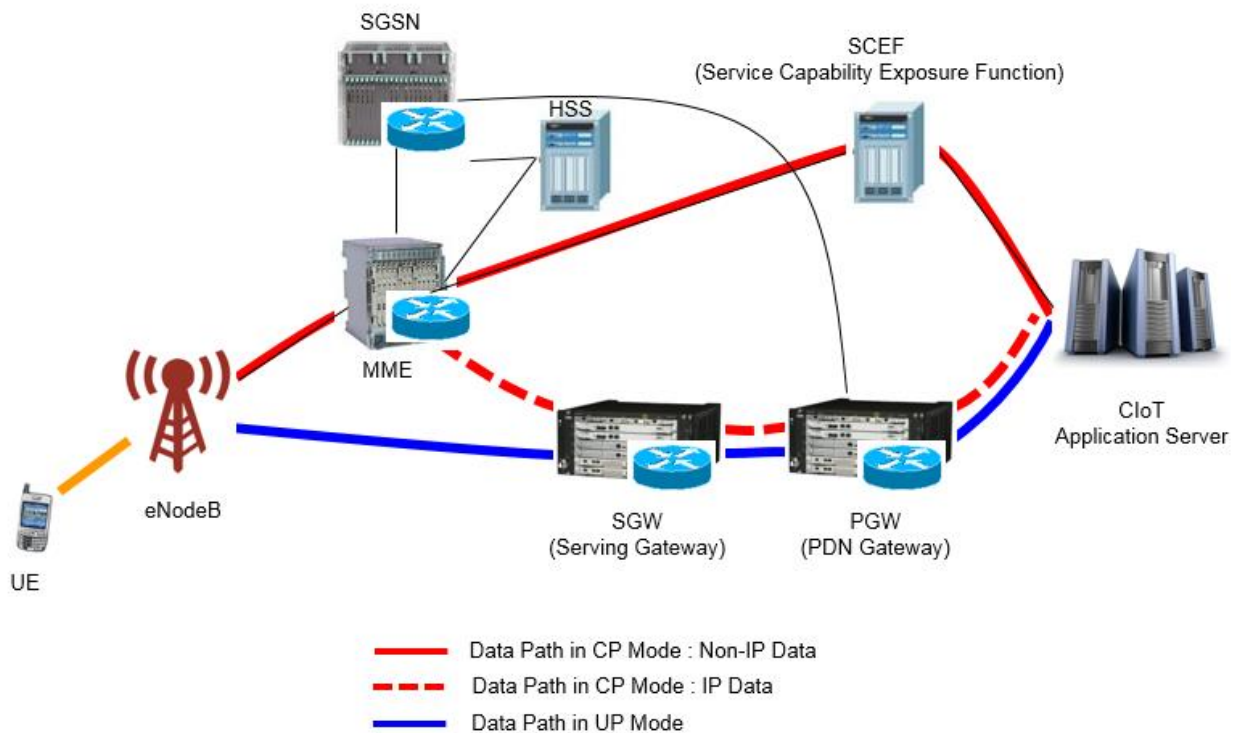 SGSN
SCEF
(Service Capability Exposure Function)
HSS
MME
CIoT
Application Server
eNodeB
SGW
(Serving Gateway)
PGW
(PDN Gateway)
UE
Data Path in CP Mode : Non-IP Data
Data Path in CP Mode : IP Data
Data Path in UP Mode